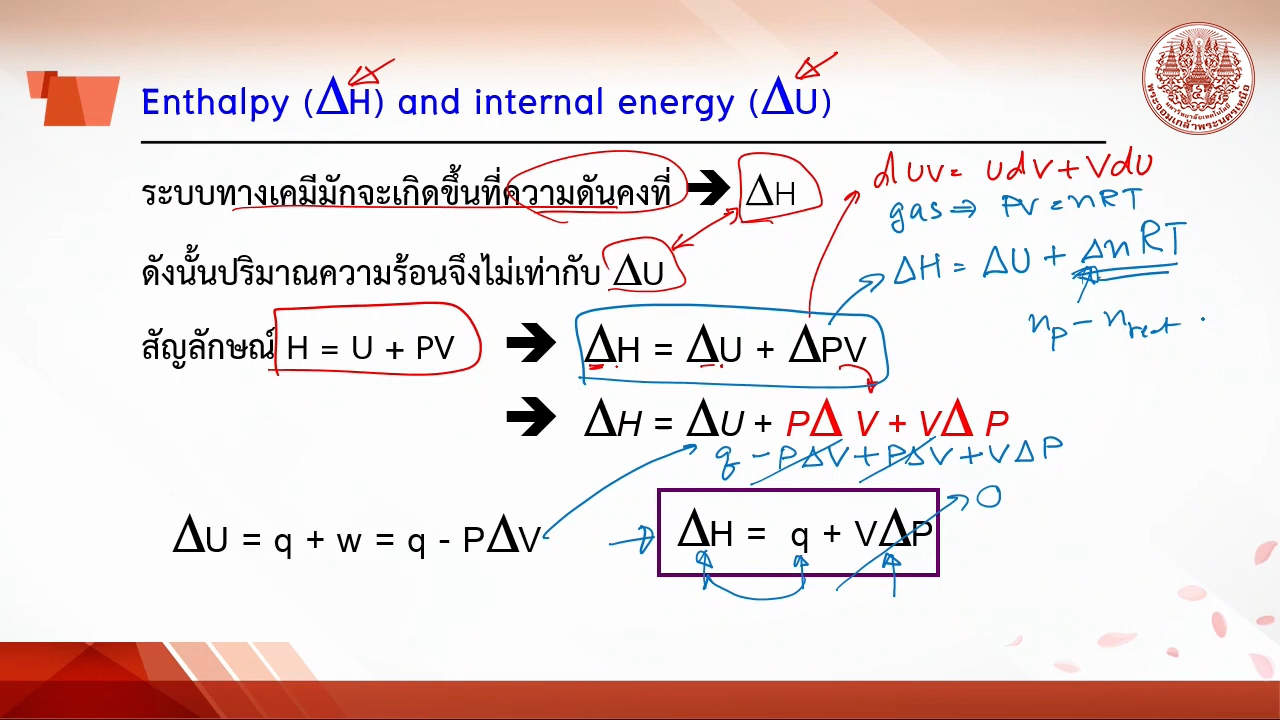 Enthalpy (ΔH) and internal energy (ΔU)
ระบบทางเคมีมักจะเกิดขึ้นที่ความดันคงที่ 🡺 ΔH
d UV = UdV + VdU
gas ⇒ PV = nRT
ดังนั้นปริมาณความร้อนจึงไม่เท่ากับ ΔU
ΔH = ΔU + Δn RT
np - nreat
สัญลักษณ์ H = U + PV 🡺 ΔH = ΔU + ΔPV
🡺 ΔH = ΔU + PΔ V + VΔ P
q - PΔV + PΔV + VΔP
0
ΔU = q + w = q - PΔV
ΔH = q + VΔP